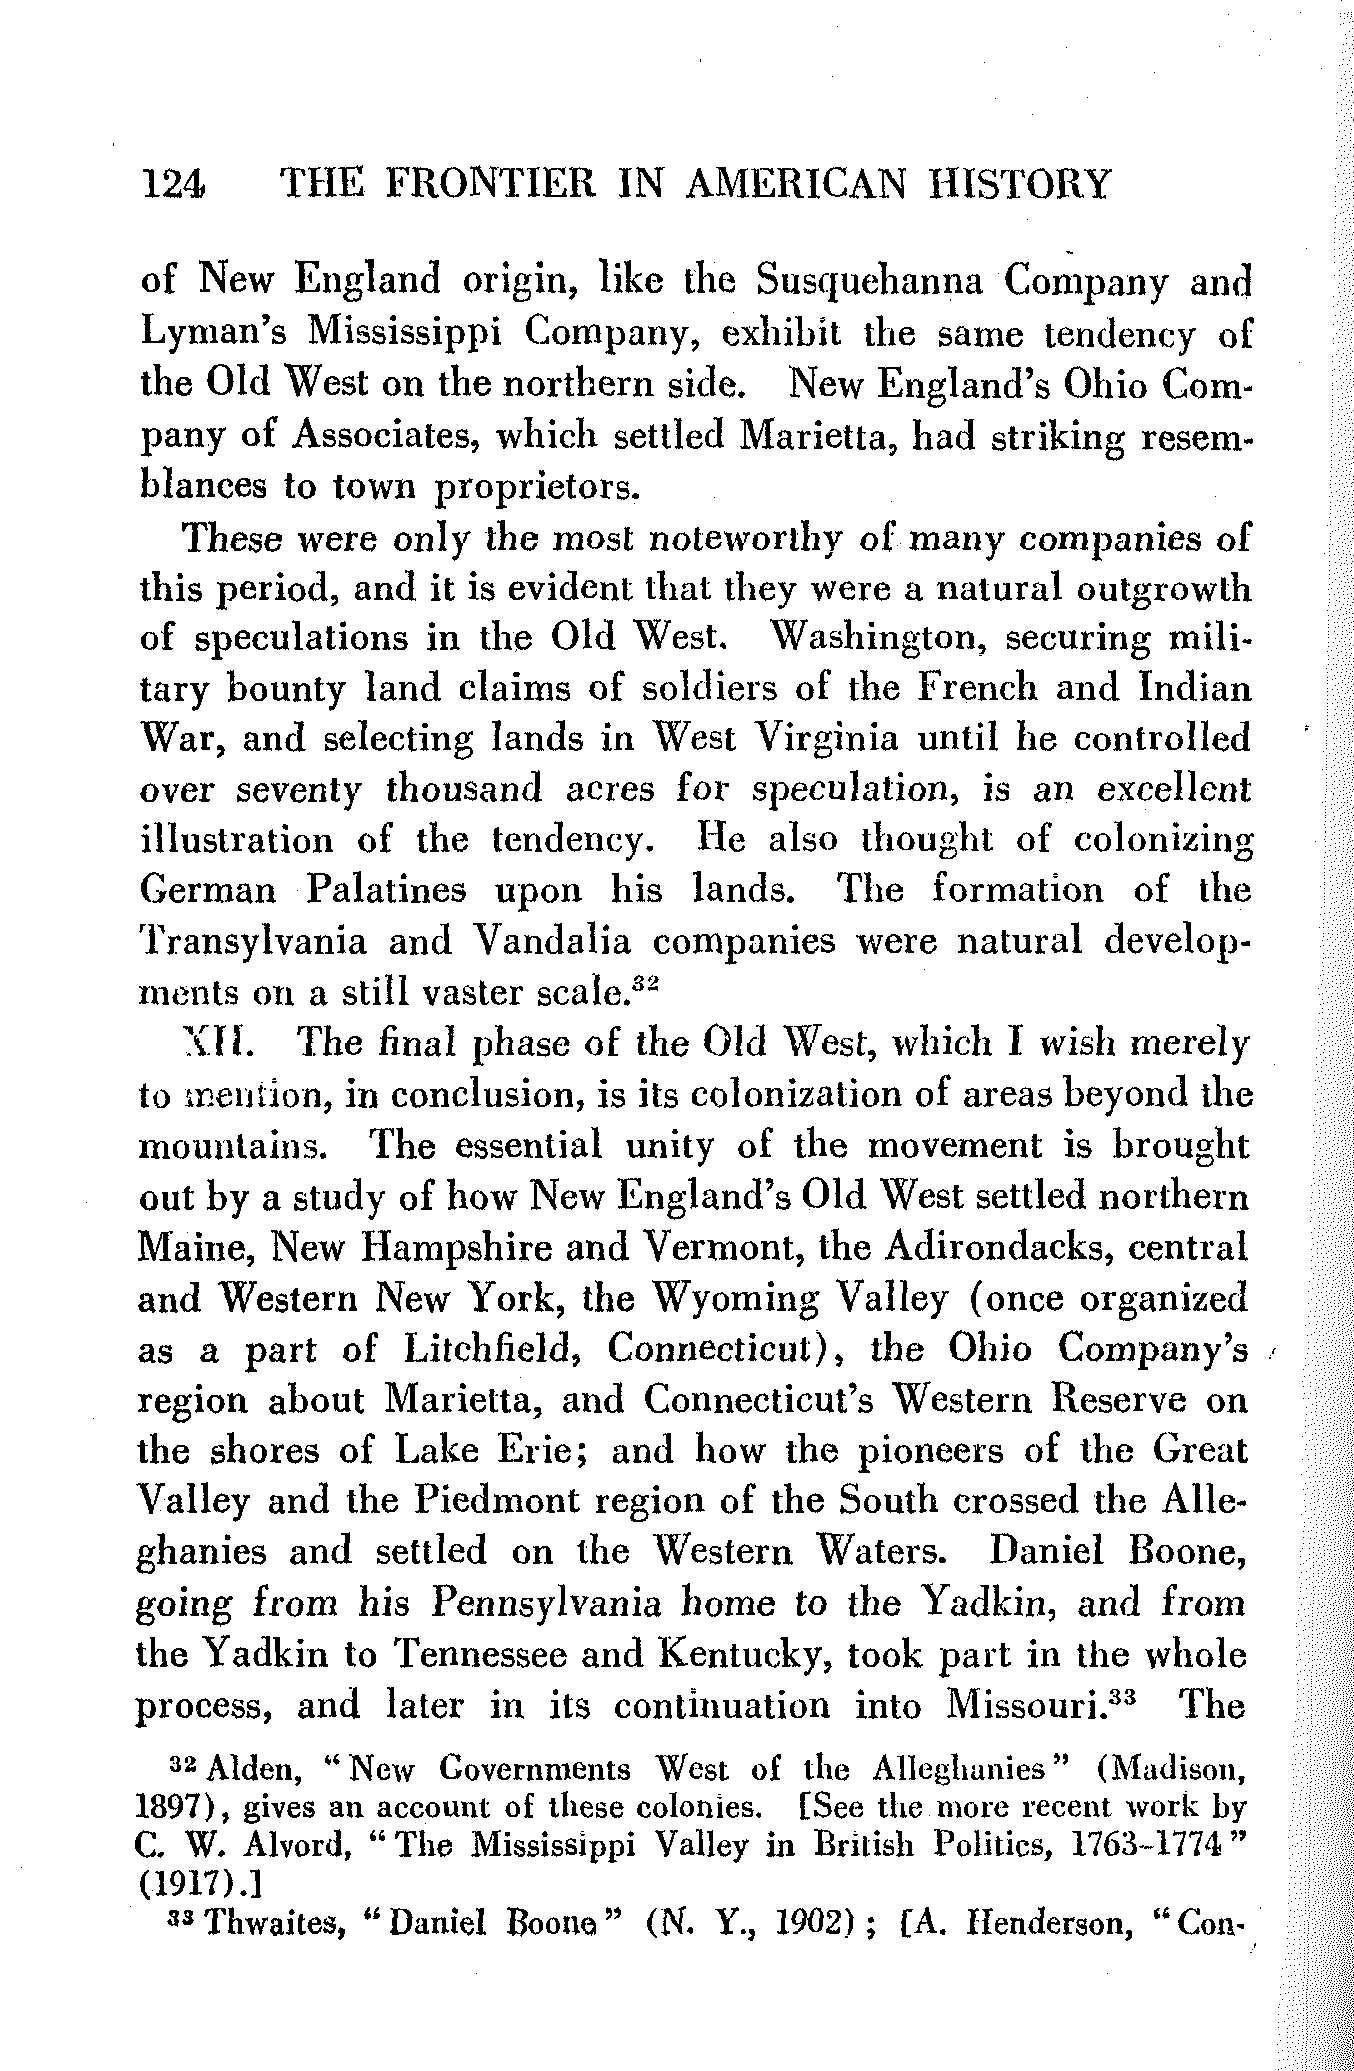 124 THE FRONTIER IN AMERICAN HISTORY
of New England origin, like the Susquehanna Company and
Lyman's Mississippi Company, exhibit the same tendency of
the Old West on the northern side. New England's Ohio Com-
pany of Associates, which settled Marietta, had striking resem-
blances to town proprietors.
These were only the most noteworthy of many companies of
this period, and it is evident that they were a natural outgrowth
of speculations in the Old West. Washington, securing mili-
tary bounty land claims of soldiers of the French and Indian
War, and selecting lands in West Virginia until he controlled
over seventy thousand acres for speculation, is an excellent
illustration of the tendency. He also thought of colonizing
German Palatines upon his lands. The formation of the
Transylvania and Vandalia companies were natural develop-
ments on a still vaster scale.³²
XII. The final phase of the Old West, which I wish merely
to mention, in conclusion, is its colonization of areas beyond the
mountains. The essential unity of the movement is brought
out by a study of how New England's Old West settled northern
Maine, New Hampshire and Vermont, the Adirondacks, central
and Western New York, the Wyoming Valley (once organized
as a part of Litchfield, Connecticut), the Ohio Company's
region about Marietta, and Connecticut's Western Reserve on
the shores of Lake Erie; and how the pioneers of the Great
Valley and the Piedmont region of the South crossed the Alle-
ghanies and settled on the Western Waters. Daniel Boone,
going from his Pennsylvania home to the Yadkin, and from
the Yadkin to Tennessee and Kentucky, took part in the whole
process, and later in its continuation into Missouri.³³ The
³² Alden, "New Governments West of the Alleghanies" (Madison,
1897), gives an account of these colonies. [See the more recent work by
C. W. Alvord, "The Mississippi Valley in British Politics, 1763-1774"
(1917).]
³³ Thwaites, "Daniel Boone" (N. Y., 1902); [A. Henderson, "Con-